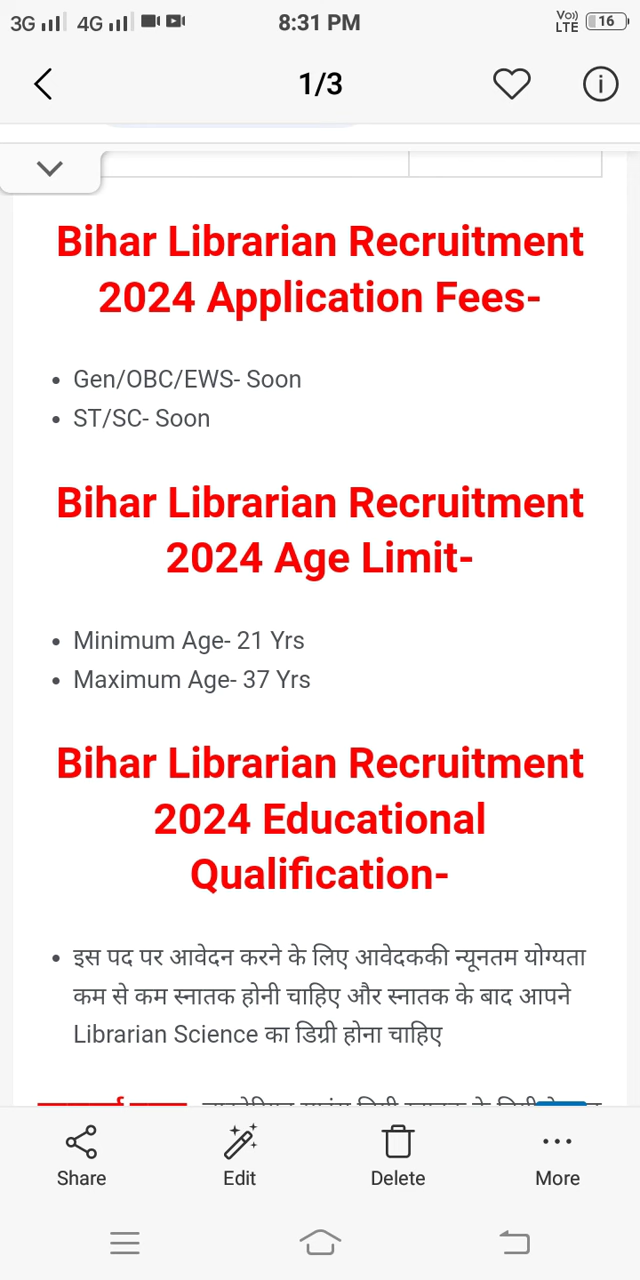 3G 4G 8:31 PM Vo)) LTE 16
1/3
Bihar Librarian Recruitment
2024 Application Fees-
• Gen/OBC/EWS- Soon
• ST/SC- Soon
Bihar Librarian Recruitment
2024 Age Limit-
• Minimum Age- 21 Yrs
• Maximum Age- 37 Yrs
Bihar Librarian Recruitment
2024 Educational
Qualification-
• इस पद पर आवेदन करने के लिए आवेदककी न्यूनतम योग्यता
कम से कम स्नातक होनी चाहिए और स्नातक के बाद आपने
Librarian Science का डिग्री होना चाहिए
Share Edit Delete More